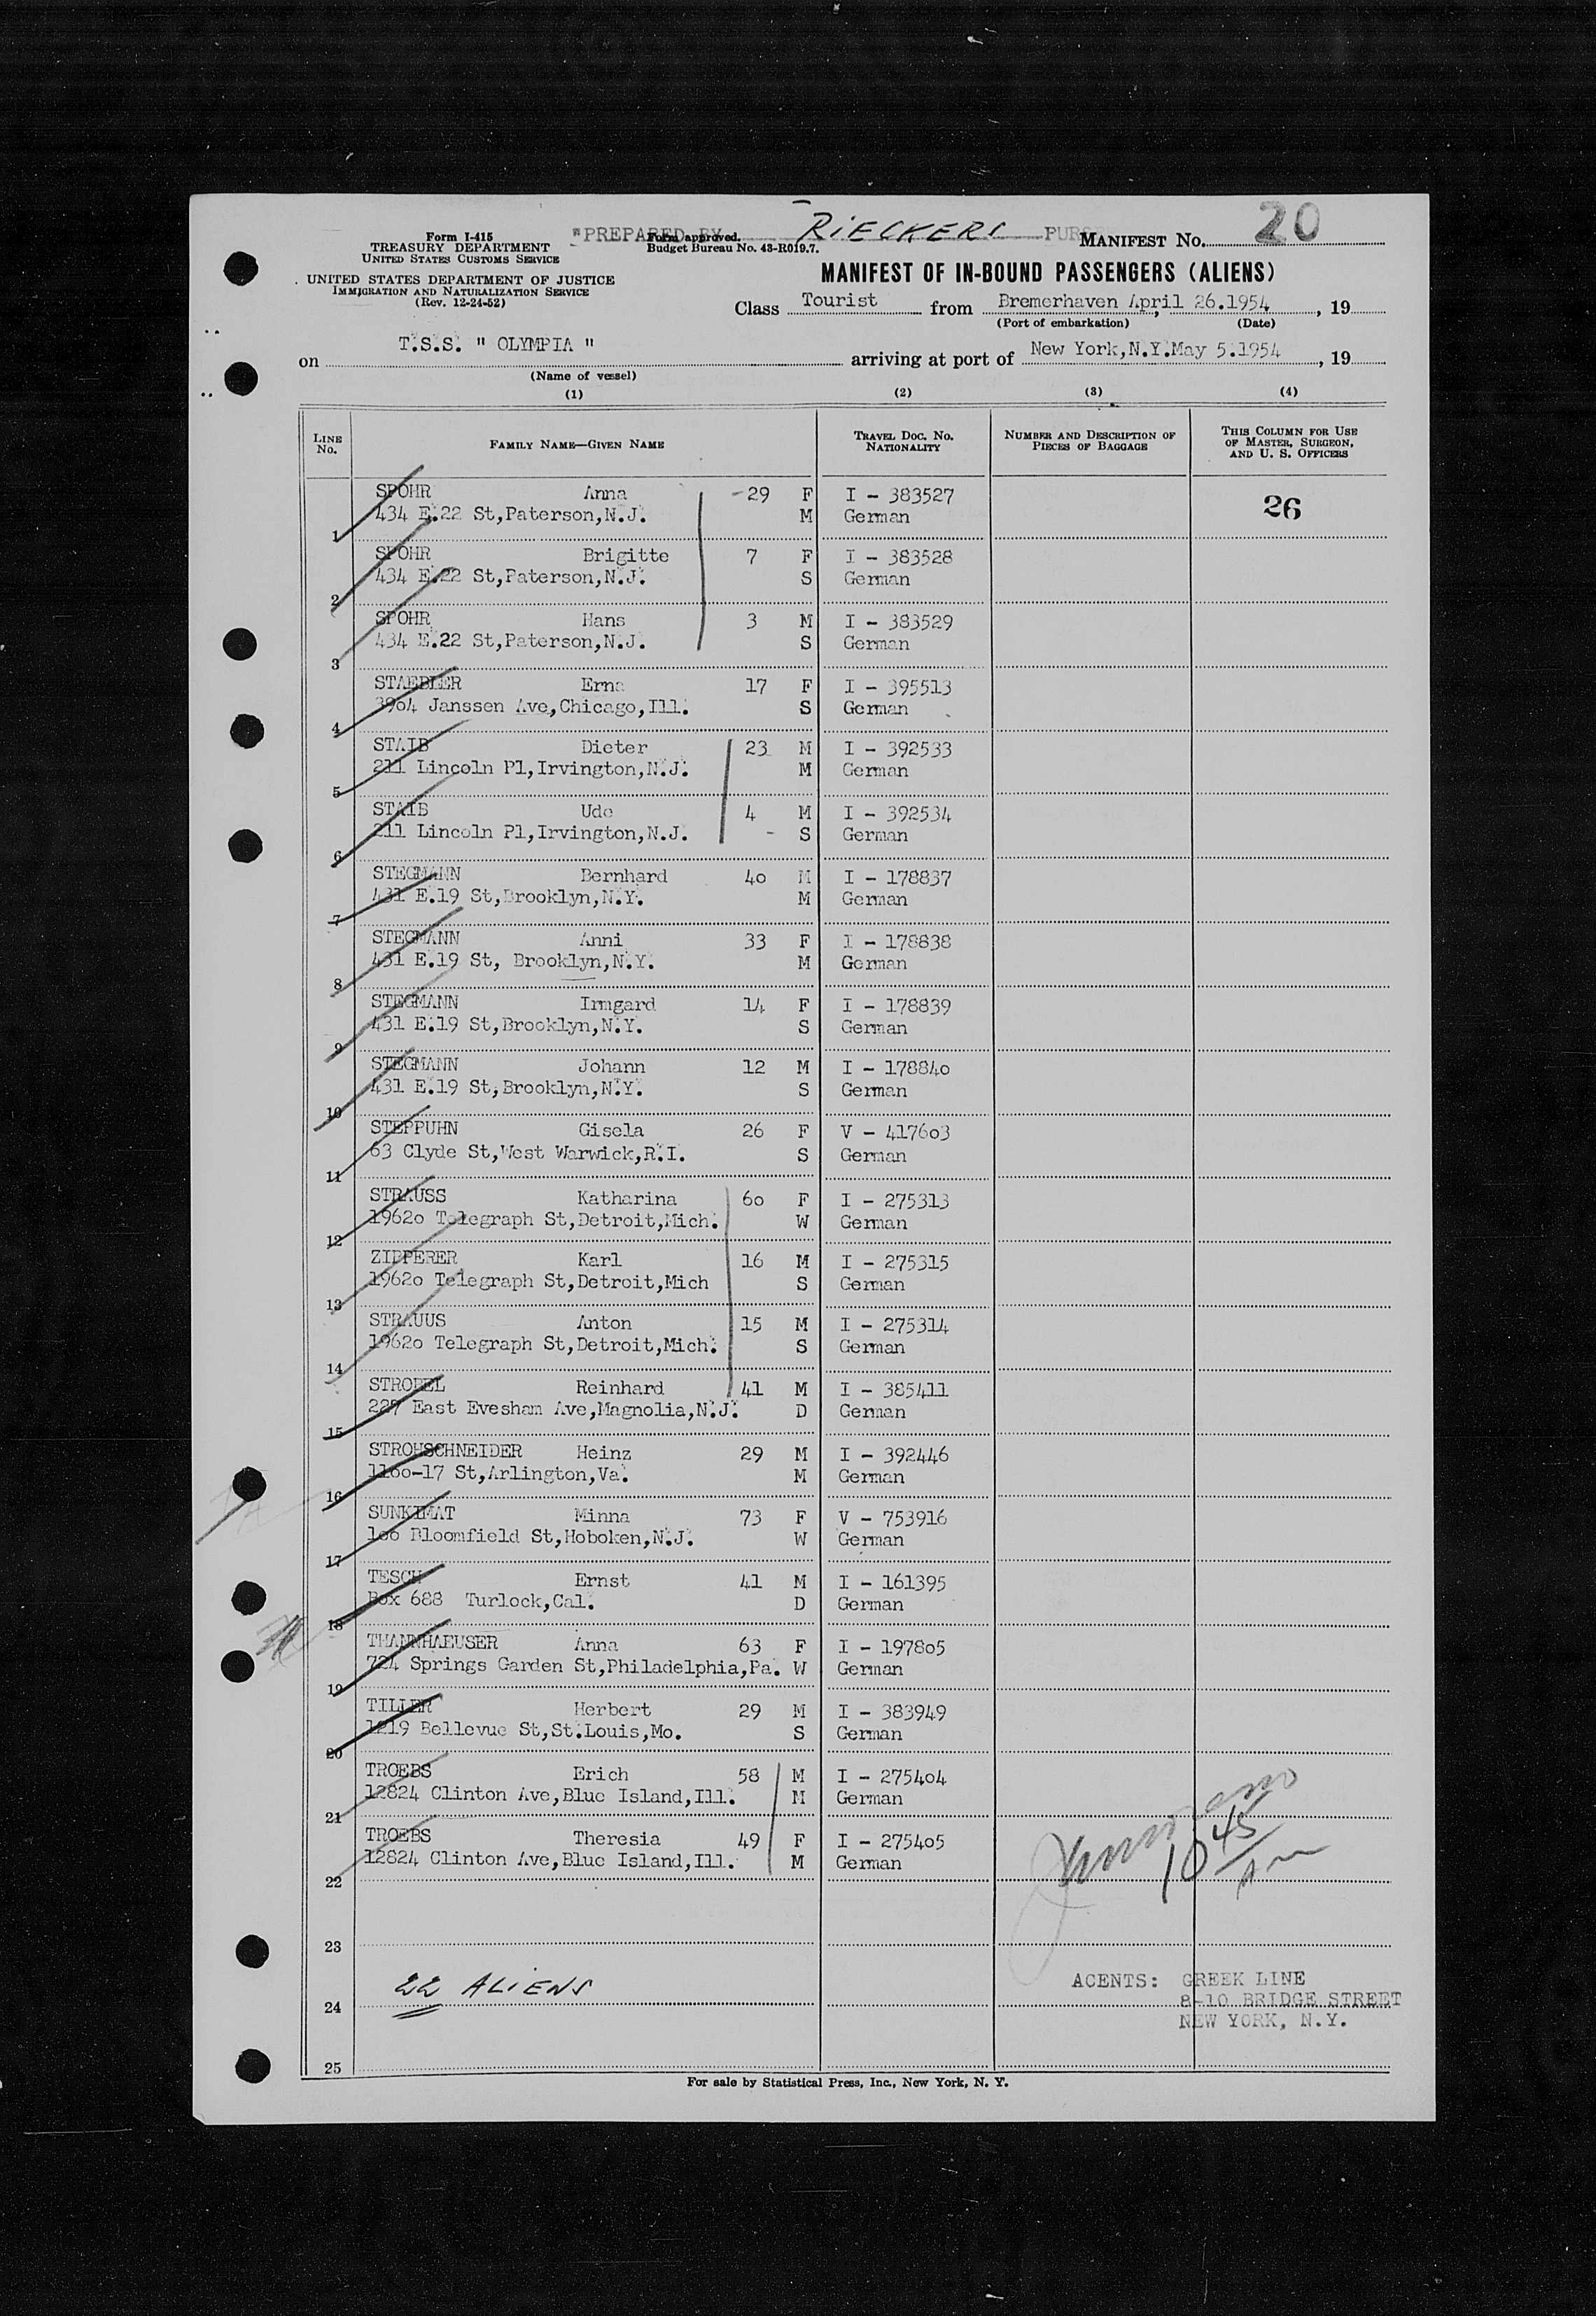 Form I-415
TREASURY DEPARTMENT
UNITED STATES CUSTOMS SERVICE
UNITED STATES DEPARTMENT OF JUSTICE
IMMIGRATION AND NATURALIZATION SERVICE
(Rev. 12-24-52)
"PREPARED BY
Form approved.
Budget Bureau No. 43-R019.7.
MANIFEST No. 20
MANIFEST OF IN-BOUND PASSENGERS (ALIENS)
Class Tourist from Bremerhaven, April 26.1954, 19
(Port of embarkation) (Date)
on T.S.S. " OLYMPIA " arriving at port of New York,N.Y.May 5.1954, 19
(Name of vessel)
(1) (2) (3) (4)
LINE No. FAMILY NAME—GIVEN NAME TRAVEL DOC. No. NATIONALITY NUMBER AND DESCRIPTION OF PIECES OF BAGGAGE THIS COLUMN FOR USE OF MASTER, SURGEON, AND U. S. OFFICERS
SPOHR Anna -29 F I - 383527 26
434 E.22 St,Paterson,N.J. M German
1
SPOHR Brigitte 7 F I - 383528
434 E.22 St,Paterson,N.J. S German
2
SPOHR Hans 3 M I - 383529
434 E.22 St,Paterson,N.J. S German
3
STAEBLER Erna 17 F I - 395513
3904 Janssen Ave,Chicago,Ill. S German
4
STAIB Dieter 23 M I - 392533
211 Lincoln Pl,Irvington,N.J. M German
5
STAIB Udo 4 M I - 392534
211 Lincoln Pl,Irvington,N.J. - S German
6
STEGMANN Bernhard 40 M I - 178837
431 E.19 St,Brooklyn,N.Y. M German
7
STEGMANN Anni 33 F I - 178838
431 E.19 St, Brooklyn,N.Y. M German
8
STEGMANN Irmgard 14 F I - 178839
431 E.19 St,Brooklyn,N.Y. S German
9
STEGMANN Johann 12 M I - 178840
431 E.19 St,Brooklyn,N.Y. S German
10
STEPPUHN Gisela 26 F V - 417603
63 Clyde St,West Warwick,R.I. S German
11
STRAUSS Katharina 60 F I - 275313
19620 Telegraph St,Detroit,Mich. W German
12
ZIPPERER Karl 16 M I - 275315
19620 Telegraph St,Detroit,Mich S German
13
STRAUUS Anton 15 M I - 275314
19620 Telegraph St,Detroit,Mich. S German
14
STROBEL Reinhard 41 M I - 385411
227 East Evesham Ave,Magnolia,N.J. D German
15
STROHSCHNEIDER Heinz 29 M I - 392446
1160-17 St,Arlington,Va. M German
16
SUNKIMAT Minna 73 F V - 753916
106 Bloomfield St,Hoboken,N.J. W German
17
TESCH Ernst 41 M I - 161395
Box 688 Turlock,Cal. D German
18
THANNHAEUSER Anna 63 F I - 197805
724 Springs Garden St,Philadelphia,Pa. W German
19
TILLER Herbert 29 M I - 383949
1219 Bellevue St,St.Louis,Mo. S German
20
TROEBS Erich 58 M I - 275404
12824 Clinton Ave,Blue Island,Ill. M German
21
TROEBS Theresia 49 F I - 275405
12824 Clinton Ave,Blue Island,Ill. M German
22
10 45
Am
23
22 ALIENS
24
AGENTS: GREEK LINE
8-10 BRIDGE STREET
NEW YORK, N.Y.
25
For sale by Statistical Press, Inc., New York, N. Y.